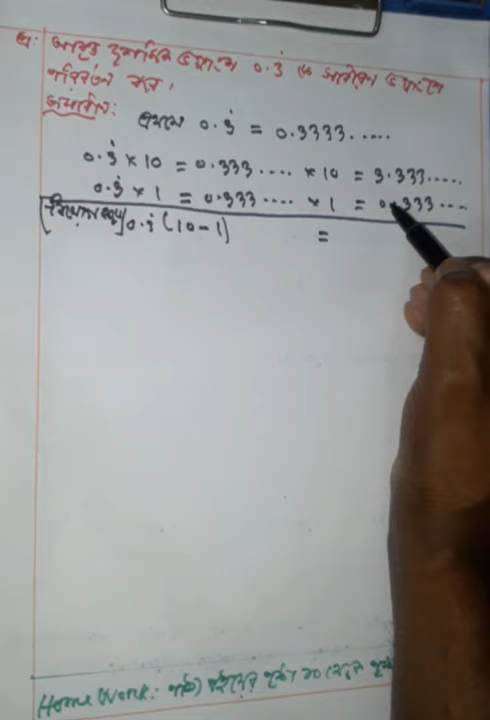 প্র: আবৃত্ত দশমিক ভগ্নাংশ 0.3̇ কে সামান্য ভগ্নাংশে
পরিবর্তন কর।
সমাধান:
এখানে 0.3̇ = 0.3333.....
0.3̇ × 10 = 0.333.... × 10 = 3.333.....
0.3̇ × 1 = 0.333.... × 1 = 0.333....
[বিয়োগ করে] 0.3̇ (10-1) =
Home Work: পাঠ্য বইয়ের পৃষ্ঠা